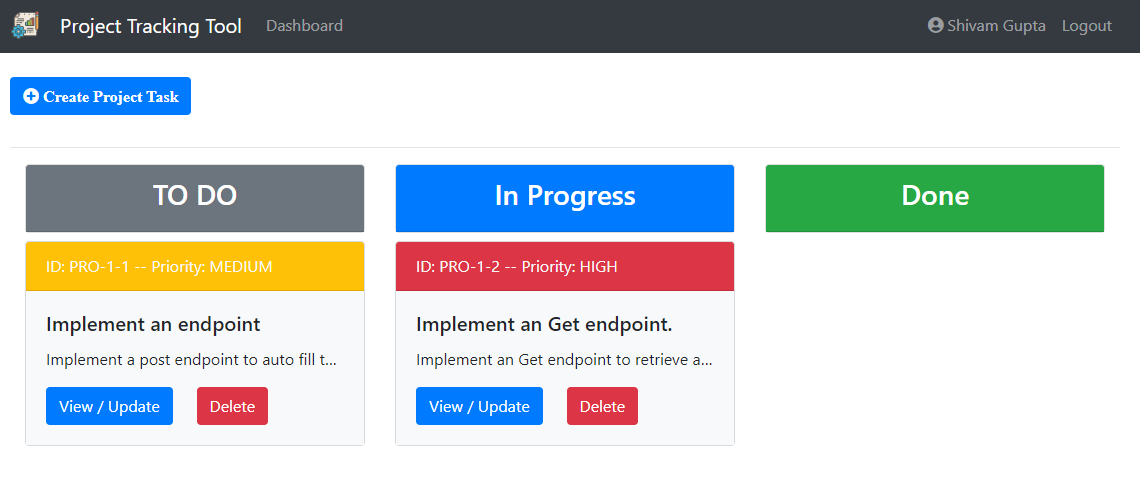 Project Tracking Tool Dashboard Shivam Gupta Logout
Create Project Task
TO DO
In Progress
Done
ID: PRO-1-1 -- Priority: MEDIUM
Implement an endpoint
Implement a post endpoint to auto fill t...
View / Update Delete
ID: PRO-1-2 -- Priority: HIGH
Implement an Get endpoint.
Implement an Get endpoint to retrieve a...
View / Update Delete